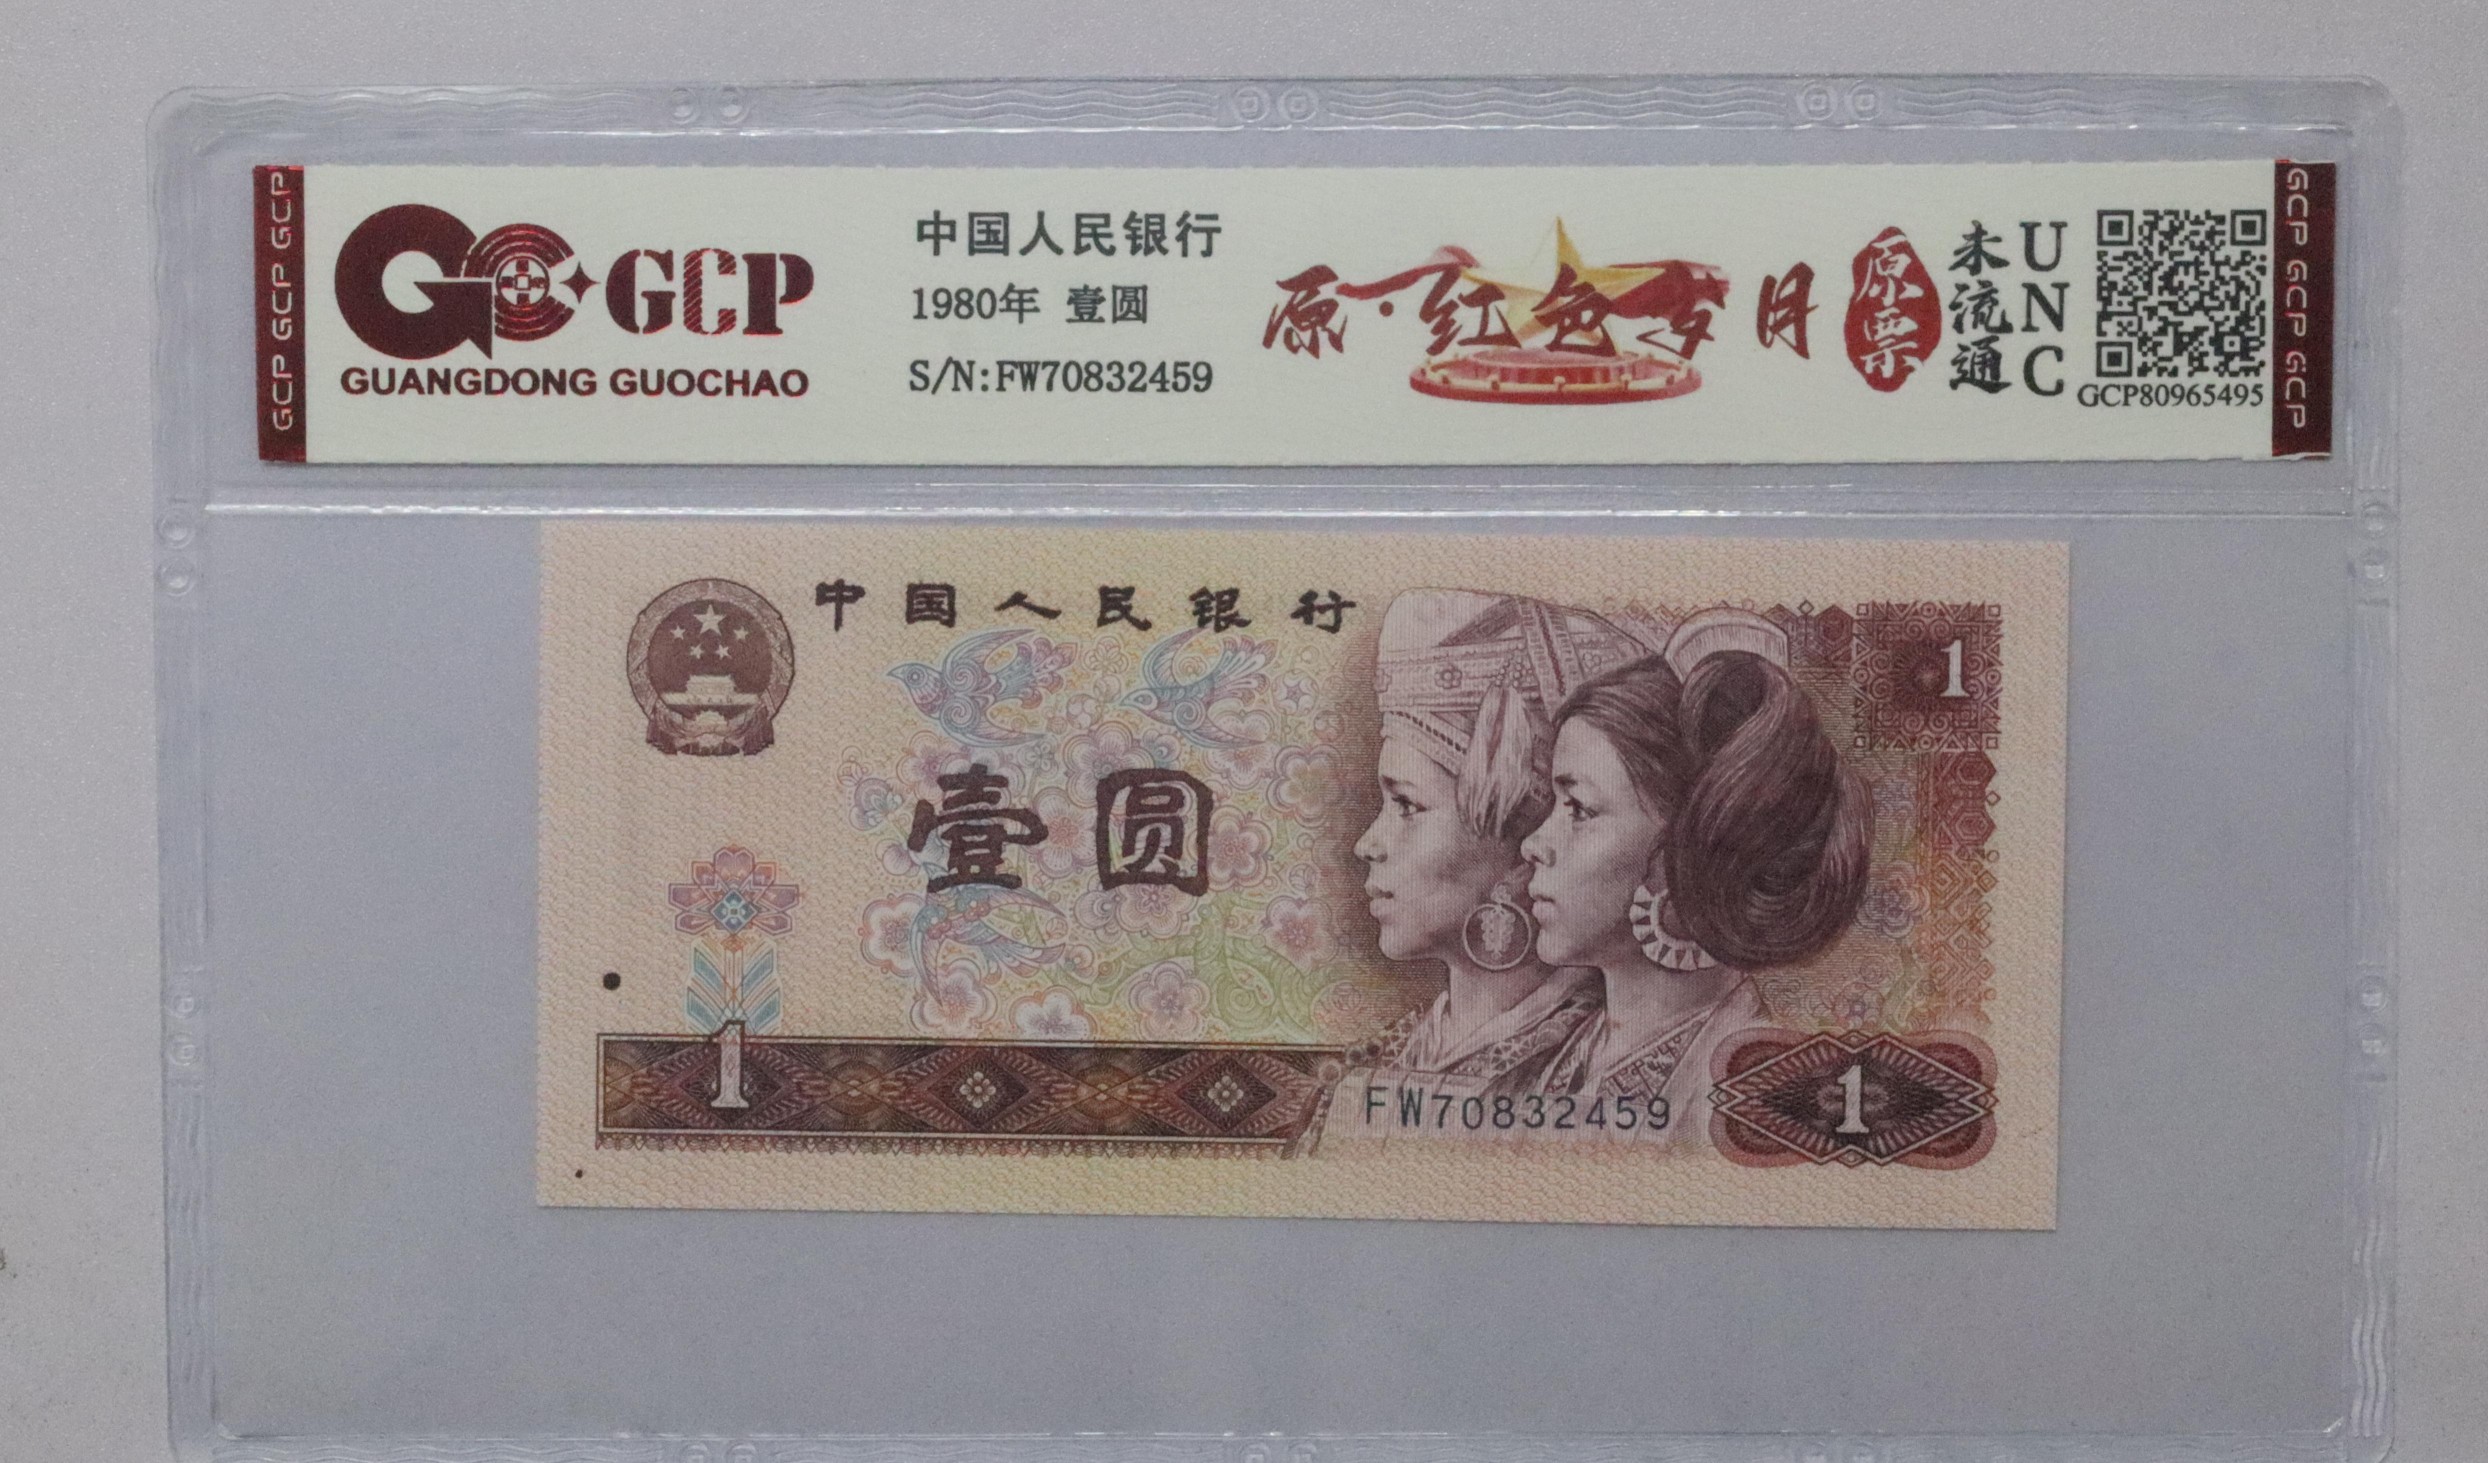 GCP GCP GCP
GCP
GUANGDONG GUOCHAO
中国人民银行
1980年 壹圆
S/N:FW70832459
原·红色岁月
原票
未流通
UNC
GCP80965495
GCP GCP GCP
中国人民银行
1
壹圆
1
FW70832459
1